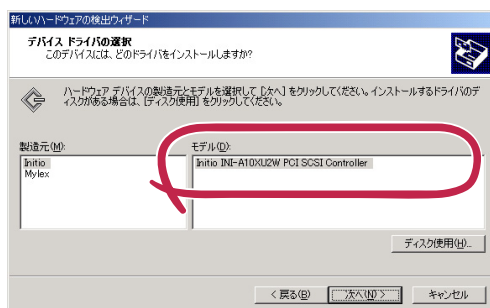 新しいハードウェアの検出ウィザード
デバイス ドライバの選択
このデバイスには、どのドライバをインストールしますか?
ハードウェア デバイスの製造元とモデルを選択して [次へ] をクリックしてください。インストールするドライバのデ
ィスクがある場合は、[ディスク使用] をクリックしてください。
製造元(M):
モデル(D):
Initio
Mylex
Initio INI-A10XU2W PCI SCSI Controller
ディスク使用(H)...
< 戻る(B)
次へ(N) >
キャンセル